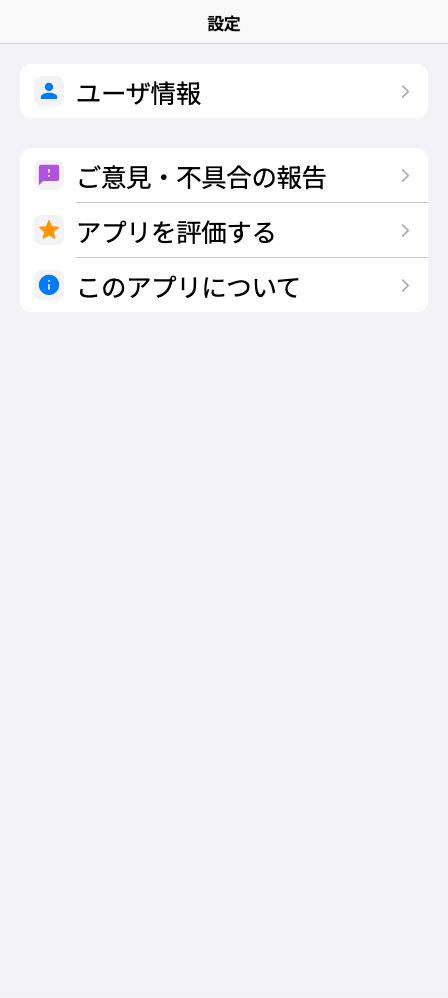 設定
ユーザ情報
ご意見・不具合の報告
アプリを評価する
このアプリについて